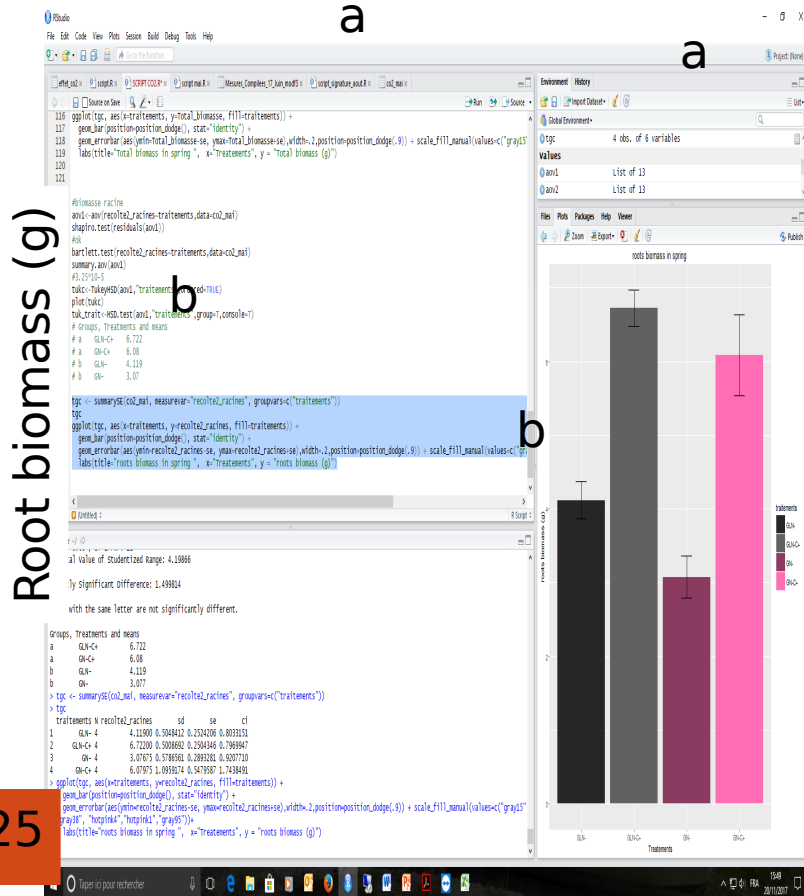 a
a
b
b
Root biomass (g)
25
RStudio
File Edit Code View Plots Session Build Debug Tools Help
Go to file/function
Project: (None)
effet_co2 × script.R × SCRIPT CO2.R* × script mai.R × Mesures_Compilees_17_Juin_modif3 × script_signature_aout.R × co2_mai ×
Source on Save
Run Source
116 ggplot(tgc, aes(x=traitements, y=Total_biomasse, fill=traitements)) +
117 geom_bar(position=position_dodge(), stat="identity") +
118 geom_errorbar(aes(ymin=Total_biomasse-se, ymax=Total_biomasse+se),width=.2,position=position_dodge(.9)) + scale_fill_manual(values=c("gray15"
119 labs(title="Total biomass in spring ", x="Treatements", y = "Total biomass (g)")
120
121
#biomasse racine
aov1<-aov(recolte2_racines~traitements,data=co2_mai)
shapiro.test(residuals(aov1))
#ok
bartlett.test(recolte2_racines~traitements,data=co2_mai)
summary.aov(aov1)
#3.25*10-5
tukc<-TukeyHSD(aov1,"traitements" red=TRUE)
plot(tukc)
tuk_trait<-HSD.test(aov1,"traitements",group=T,console=T)
# Groups, Treatments and means
# a GLN-C+ 6.722
# a GN-C+ 6.08
# b GLN- 4.119
# b GN- 3.07
tgc <- summarySE(co2_mai, measurevar="recolte2_racines", groupvars=c("traitements"))
tgc
ggplot(tgc, aes(x=traitements, y=recolte2_racines, fill=traitements)) +
geom_bar(position=position_dodge(), stat="identity") +
geom_errorbar(aes(ymin=recolte2_racines-se, ymax=recolte2_racines+se),width=.2,position=position_dodge(.9)) + scale_fill_manual(values=c("gr
labs(title="roots biomass in spring ", x="Treatements", y = "roots biomass (g)")
(Untitled)
R Script
al Value of Studentized Range: 4.19866
ly Significant Difference: 1.499814
with the same letter are not significantly different.
Groups, Treatments and means
a GLN-C+ 6.722
a GN-C+ 6.08
b GLN- 4.119
b GN- 3.077
> tgc <- summarySE(co2_mai, measurevar="recolte2_racines", groupvars=c("traitements"))
> tgc
traitements N recolte2_racines sd se ci
1 GLN- 4 4.11900 0.5048412 0.2524206 0.8033151
2 GLN-C+ 4 6.72200 0.5008692 0.2504346 0.7969947
3 GN- 4 3.07675 0.5786561 0.2893281 0.9207710
4 GN-C+ 4 6.07975 1.0959174 0.5479587 1.7438491
> ggplot(tgc, aes(x=traitements, y=recolte2_racines, fill=traitements)) +
geom_bar(position=position_dodge(), stat="identity") +
geom_errorbar(aes(ymin=recolte2_racines-se, ymax=recolte2_racines+se),width=.2,position=position_dodge(.9)) + scale_fill_manual(values=c("gray15"
gray38", "hotpink4","hotpink1","gray95"))+
labs(title="roots biomass in spring ", x="Treatements", y = "roots biomass (g)")
Environment History
Import Dataset
List
Global Environment
tgc 4 obs. of 6 variables
values
aov1 List of 13
aov2 List of 13
Files Plots Packages Help Viewer
Zoom Export Publish
roots biomass in spring
roots biomass (g)
6
4
2
0
GLN- GLN-C+ GN- GN-C+
Treatements
traitements
GLN-
GLN-C+
GN-
GN-C+
Taper ici pour rechercher
FRA
15:49
20/11/2017